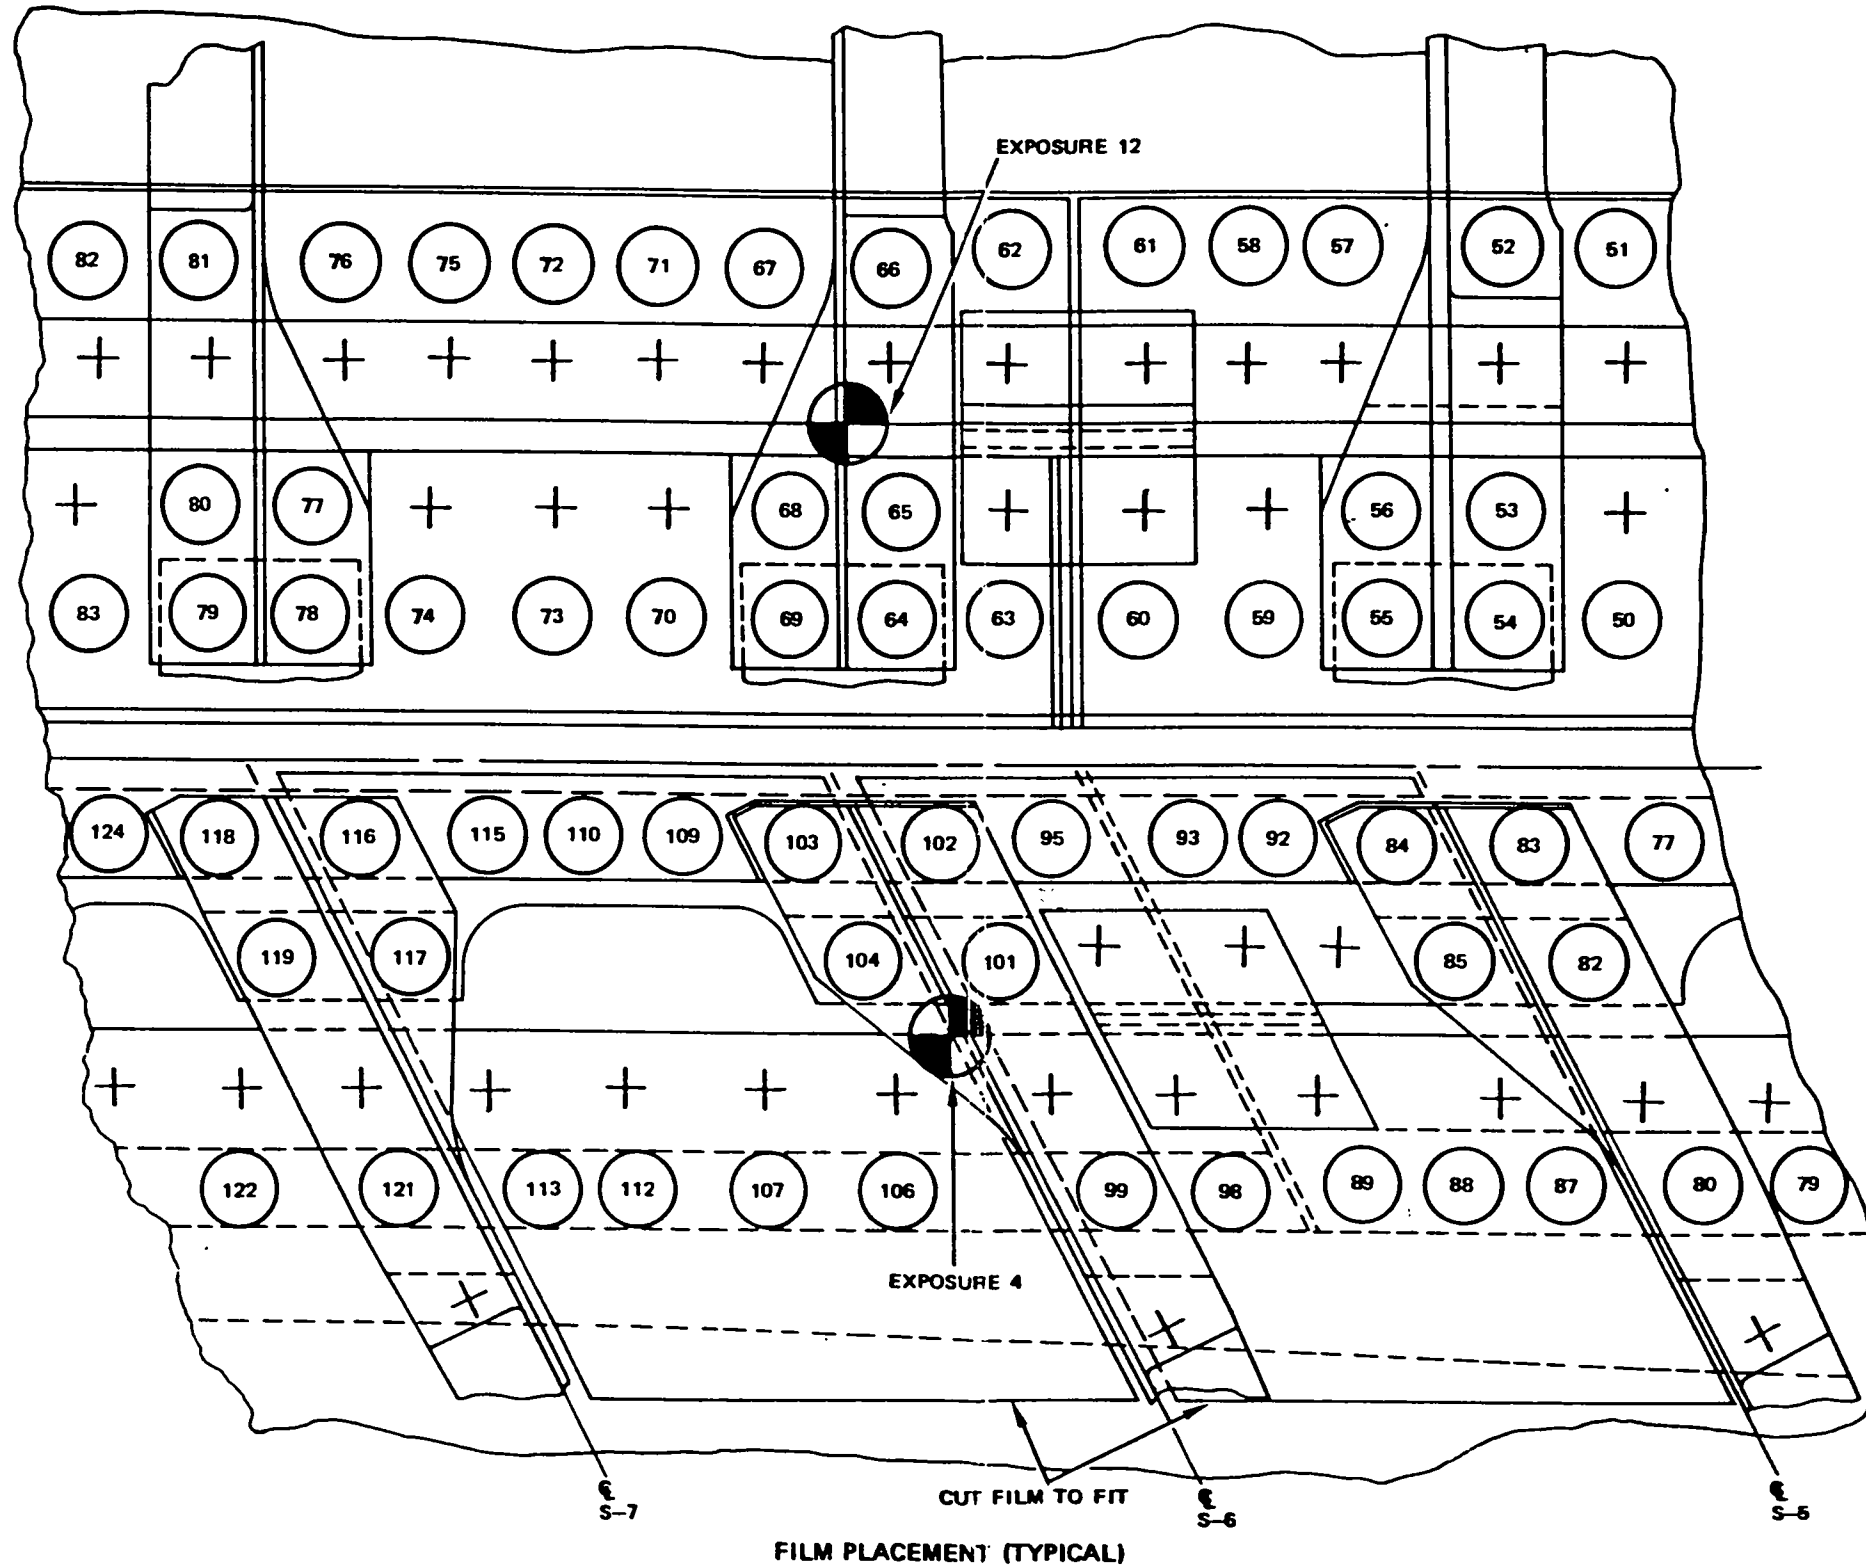 EXPOSURE 12
82 81 76 75 72 71 67 66 62 61 58 57 52 51
80 77 68 65 56 53
83 79 78 74 73 70 69 64 63 60 59 55 54 50
124 118 116 115 110 109 103 102 95 93 92 84 83 77
119 117 104 101 85 82
122 121 113 112 107 106 99 98 89 88 87 80 79
EXPOSURE 4
CUT FILM TO FIT
℄ ℄ ℄
S-7 S-6 S-5
FILM PLACEMENT (TYPICAL)